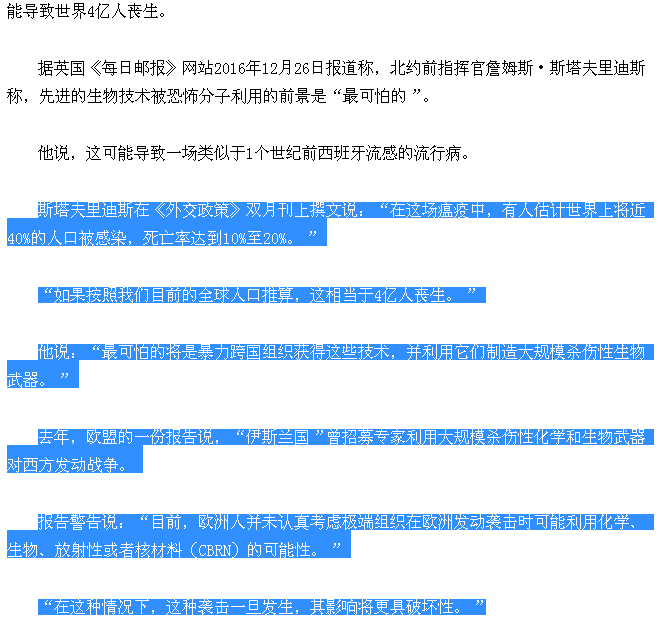 能导致世界4亿人丧生。
据英国《每日邮报》网站2016年12月26日报道称，北约前指挥官詹姆斯·斯塔夫里迪斯
称，先进的生物技术被恐怖分子利用的前景是“最可怕的 ”。
他说，这可能导致一场类似于1个世纪前西班牙流感的流行病。
斯塔夫里迪斯在《外交政策》双月刊上撰文说：“在这场瘟疫中，有人估计世界上将近
40%的人口被感染，死亡率达到10%至20%。 ”
“如果按照我们目前的全球人口推算，这相当于4亿人丧生。 ”
他说：“最可怕的将是暴力跨国组织获得这些技术，并利用它们制造大规模杀伤性生物
武器。 ”
去年，欧盟的一份报告说，“伊斯兰国 ”曾招募专家利用大规模杀伤性化学和生物武器
对西方发动战争。
报告警告说：“目前，欧洲人并未认真考虑极端组织在欧洲发动袭击时可能利用化学、
生物、放射性或者核材料（CBRN）的可能性。 ”
“在这种情况下，这种袭击一旦发生，其影响将更具破坏性。 ”